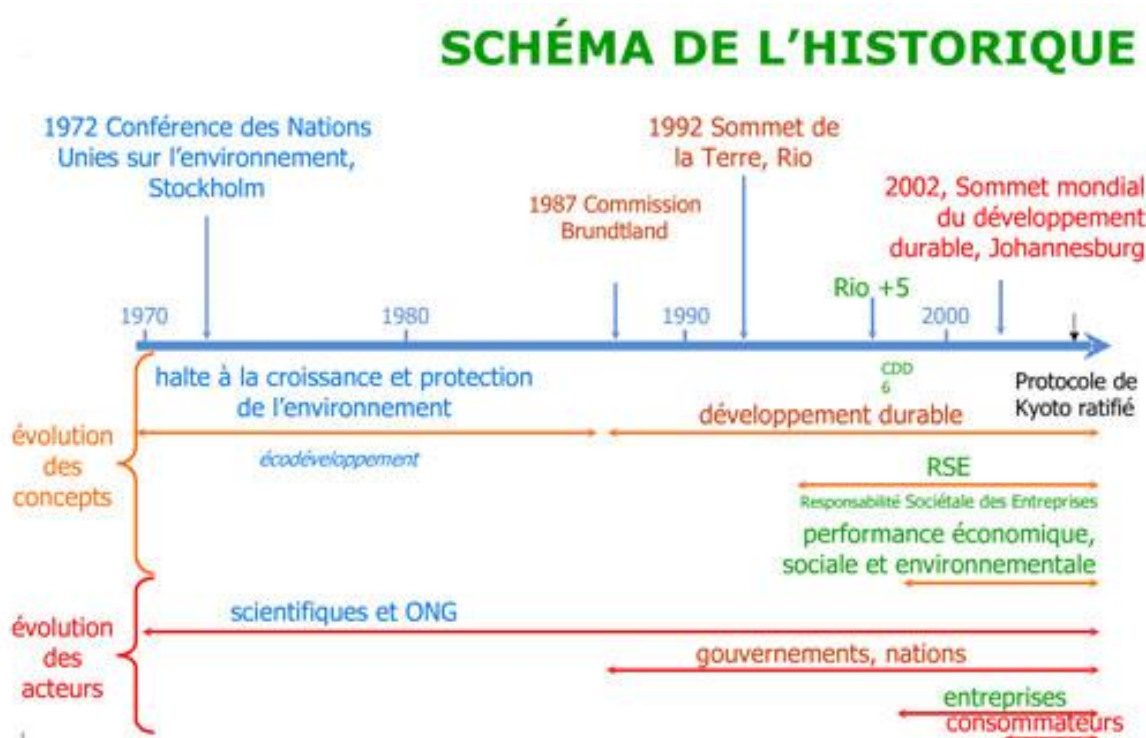 SCHÉMA DE L'HISTORIQUE
1972 Conférence des Nations
Unies sur l'environnement,
Stockholm
1987 Commission
Brundtland
1992 Sommet de
la Terre, Rio
2002, Sommet mondial
du développement
durable, Johannesburg
Rio +5
1970
1980
1990
2000
halte à la croissance et protection
de l'environnement
CDD
6
Protocole de
Kyoto ratifié
développement durable
évolution
des
concepts
écodéveloppement
RSE
Responsabilité Sociétale des Entreprises
performance économique,
sociale et environnementale
évolution
des
acteurs
scientifiques et ONG
gouvernements, nations
entreprises
consommateurs